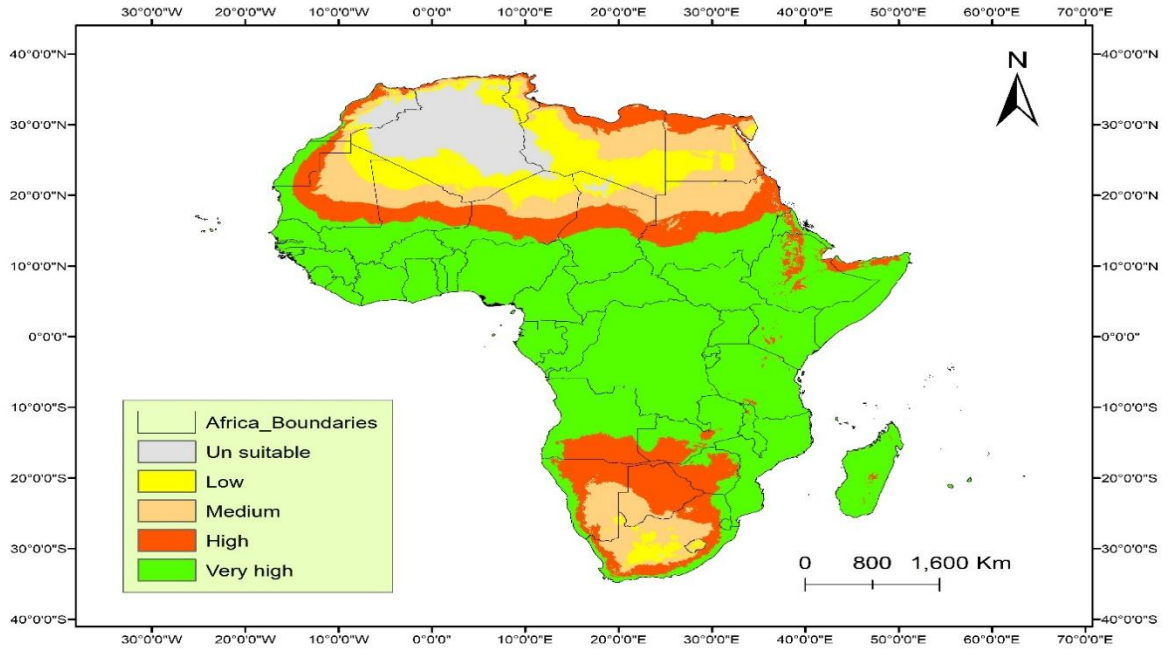 30°0'0"W 20°0'0"W 10°0'0"W 0°0'0" 10°0'0"E 20°0'0"E 30°0'0"E 40°0'0"E 50°0'0"E 60°0'0"E 70°0'0"E
40°0'0"N 40°0'0"N
N
30°0'0"N 30°0'0"N
20°0'0"N 20°0'0"N
10°0'0"N 10°0'0"N
0°0'0" 0°0'0"
10°0'0"S 10°0'0"S
Africa_Boundaries
Un suitable
Low
20°0'0"S 20°0'0"S
Medium
High
30°0'0"S 30°0'0"S
Very high
0 800 1,600 Km
40°0'0"S 40°0'0"S
30°0'0"W 20°0'0"W 10°0'0"W 0°0'0" 10°0'0"E 20°0'0"E 30°0'0"E 40°0'0"E 50°0'0"E 60°0'0"E 70°0'0"E